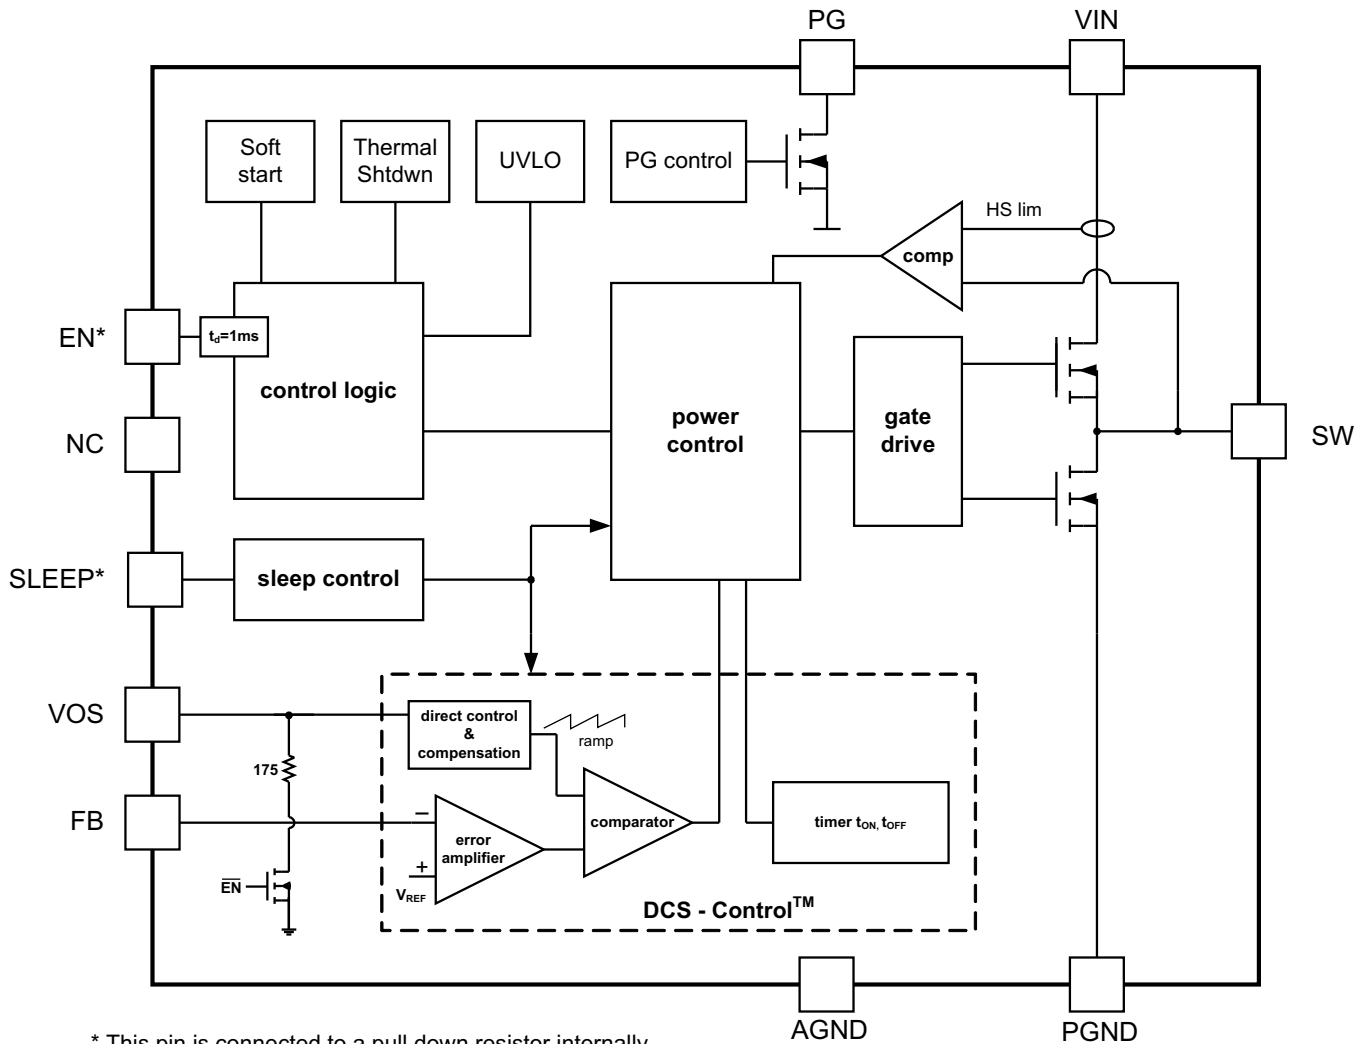 PG
VIN
Soft
start
Thermal
Shtdwn
UVLO
PG control
HS lim
comp
EN*
td=1ms
control logic
power
control
gate
drive
SW
NC
SLEEP*
sleep control
VOS
direct control
&
compensation
ramp
175
FB
−
error
amplifier
+
VREF
comparator
timer tON, tOFF
EN
DCS - Control™
AGND
PGND
* This pin is connected to a pull down resistor internally